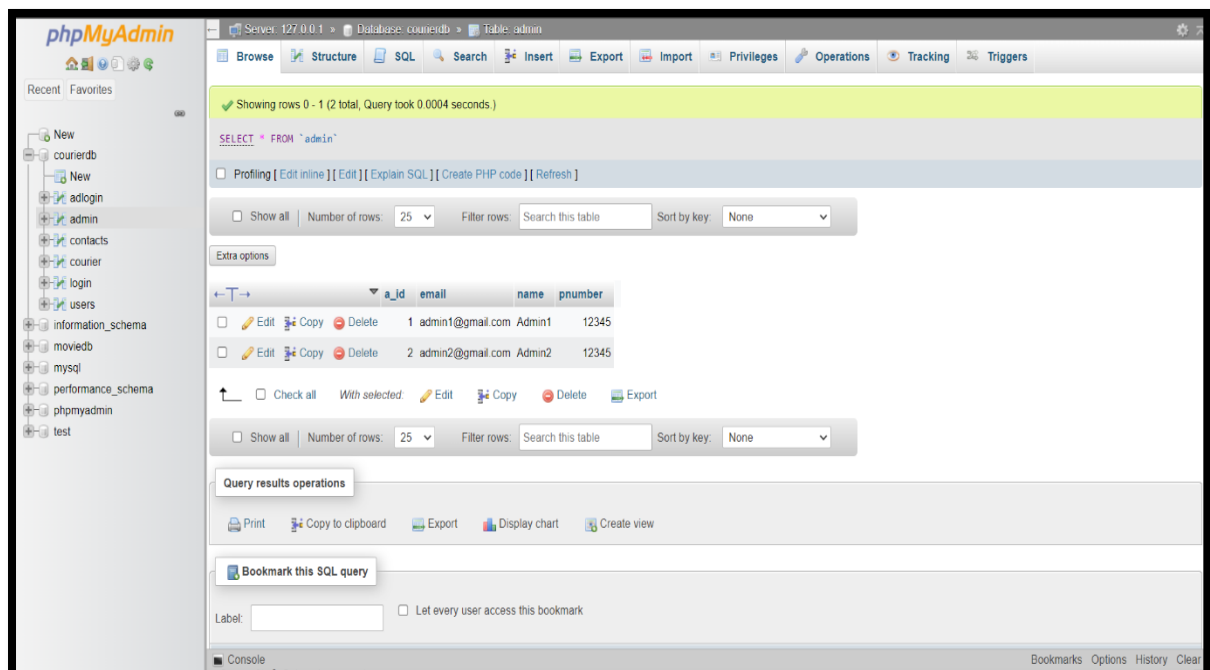 phpMyAdmin
Recent Favorites
New
courierdb
New
adlogin
admin
contacts
courier
login
users
information_schema
moviedb
mysql
performance_schema
phpmyadmin
test
Server: 127.0.0.1 » Database: courierdb » Table: admin
Browse Structure SQL Search Insert Export Import Privileges Operations Tracking Triggers
Showing rows 0 - 1 (2 total, Query took 0.0004 seconds.)
SELECT * FROM `admin`
Profiling [ Edit inline ] [ Edit ] [ Explain SQL ] [ Create PHP code ] [ Refresh ]
Show all | Number of rows: 25 Filter rows: Search this table Sort by key: None
Extra options
←T→ a_id email name pnumber
Edit Copy Delete 1 admin1@gmail.com Admin1 12345
Edit Copy Delete 2 admin2@gmail.com Admin2 12345
Check all With selected: Edit Copy Delete Export
Show all | Number of rows: 25 Filter rows: Search this table Sort by key: None
Query results operations
Print Copy to clipboard Export Display chart Create view
Bookmark this SQL query
Label: Let every user access this bookmark
Console Bookmarks Options History Clear